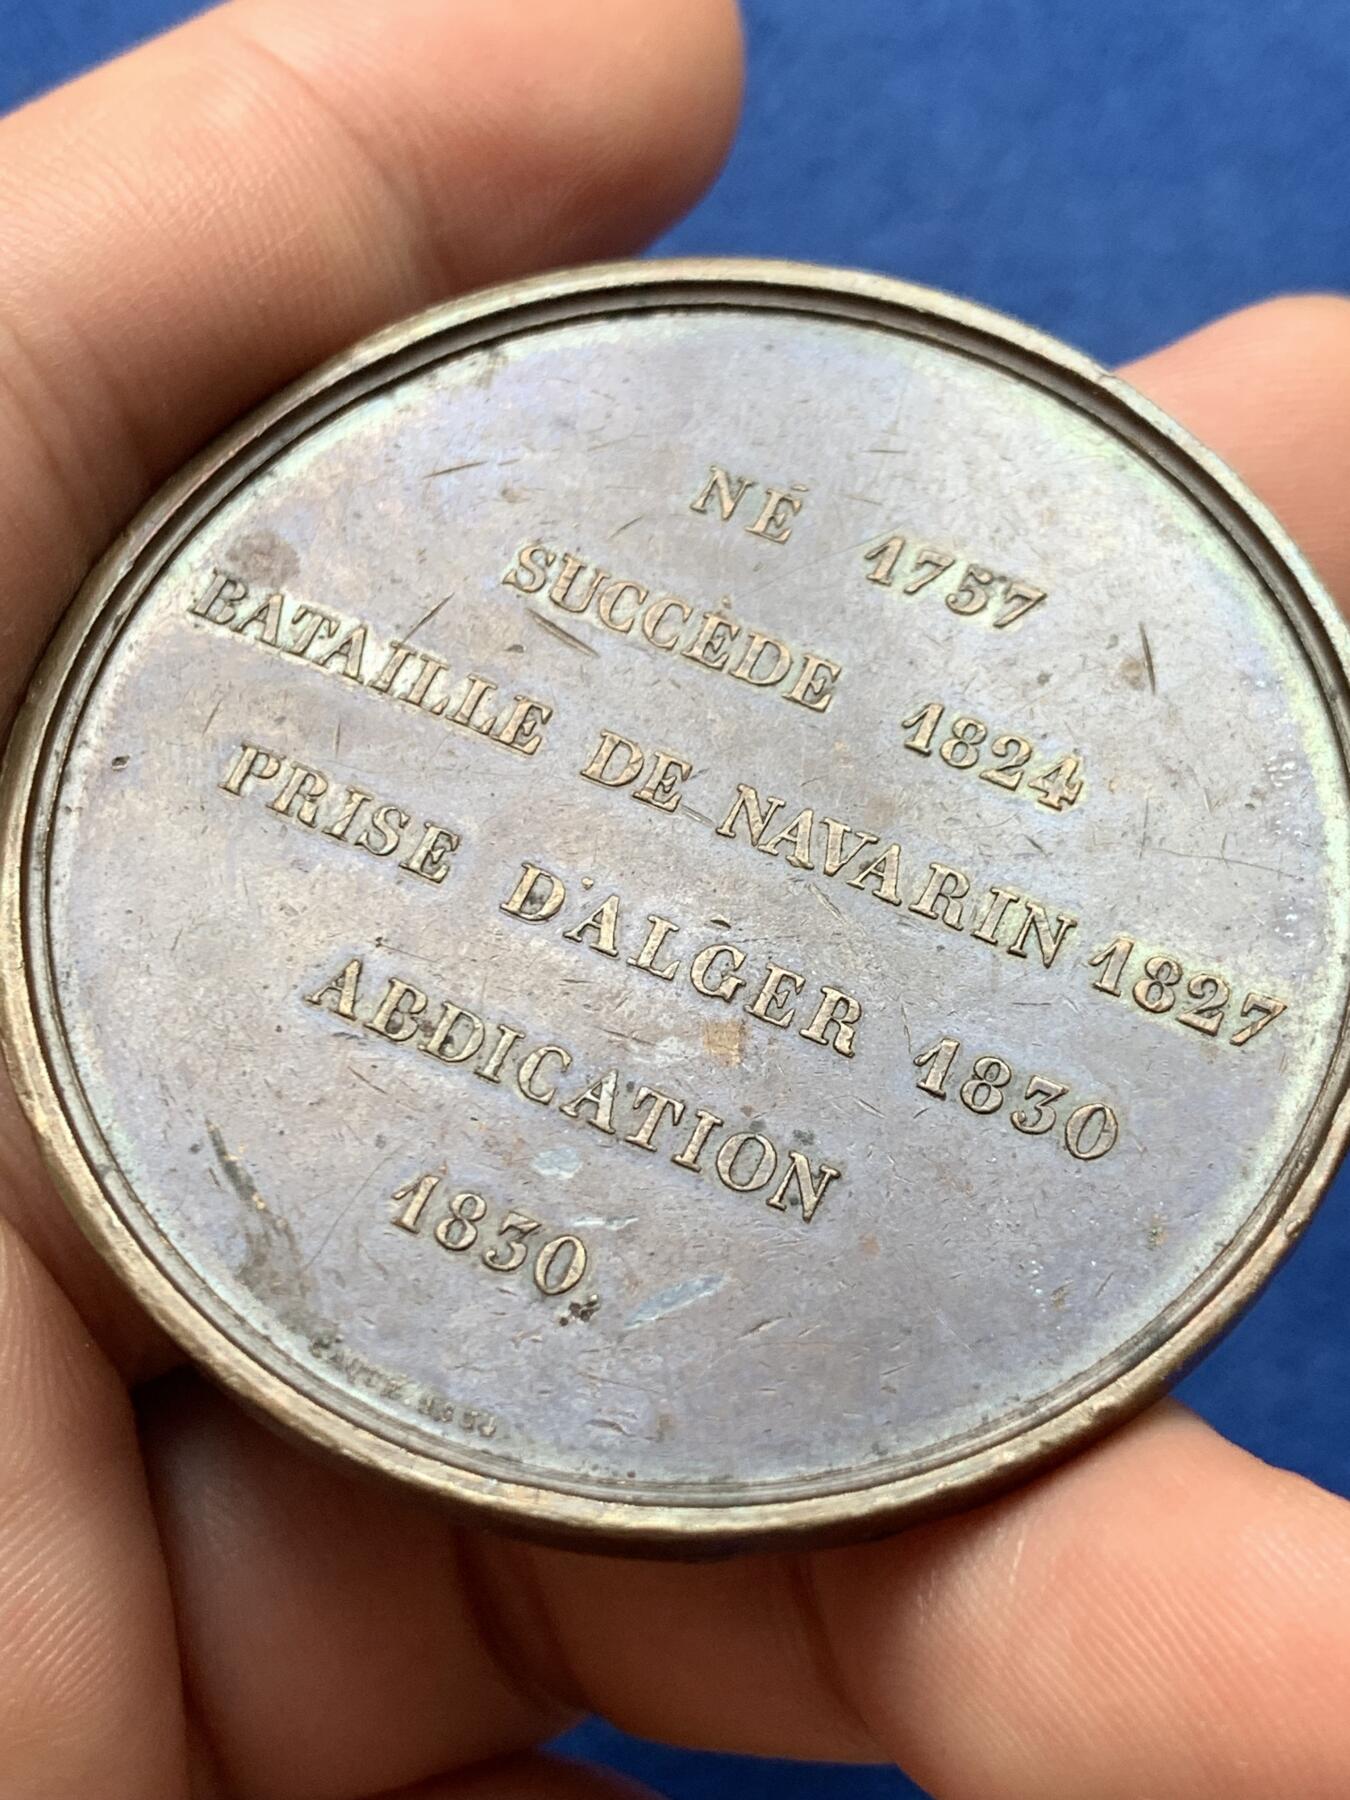 NÉ 1757
SUCCÈDE 1824
BATAILLE DE NAVARIN 1827
PRISE D'ALGER 1830
ABDICATION
1830.